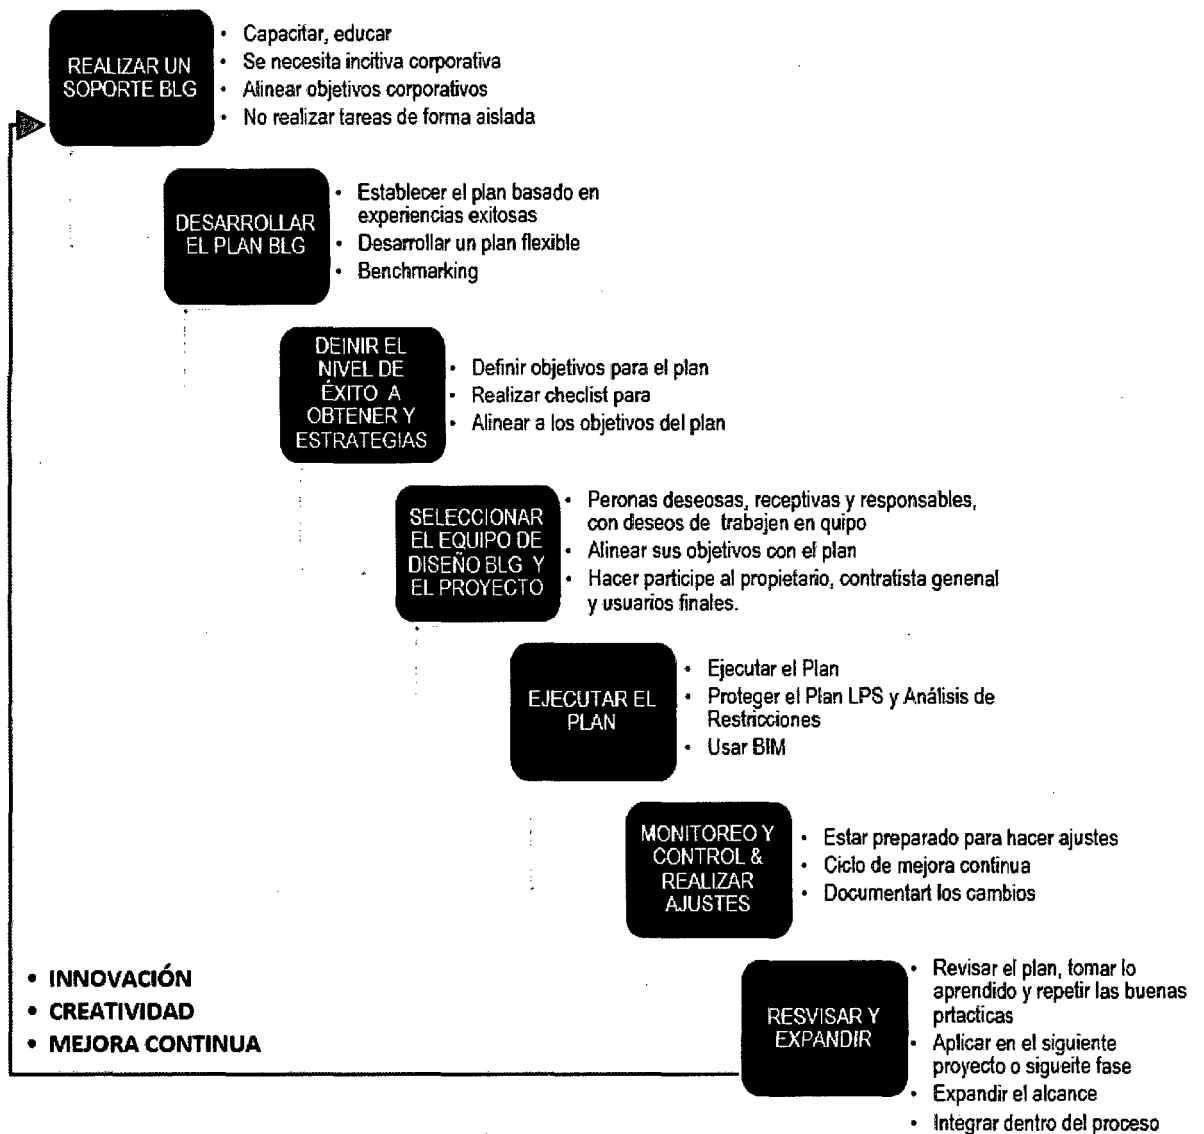 REALIZAR UN
SOPORTE BLG
• Capacitar, educar
• Se necesita incitiva corporativa
• Alinear objetivos corporativos
• No realizar tareas de forma aislada
DESARROLLAR
EL PLAN BLG
• Establecer el plan basado en
experiencias exitosas
• Desarrollar un plan flexible
• Benchmarking
DEINIR EL
NIVEL DE
ÉXITO A
OBTENER Y
ESTRATEGIAS
• Definir objetivos para el plan
• Realizar checlist para
• Alinear a los objetivos del plan
SELECCIONAR
EL EQUIPO DE
DISEÑO BLG Y
EL PROYECTO
• Peronas deseosas, receptivas y responsables,
con deseos de trabajen en quipo
• Alinear sus objetivos con el plan
• Hacer participe al propietario, contratista genenal
y usuarios finales.
EJECUTAR EL
PLAN
• Ejecutar el Plan
• Proteger el Plan LPS y Análisis de
Restricciones
• Usar BIM
MONITOREO Y
CONTROL &
REALIZAR
AJUSTES
• Estar preparado para hacer ajustes
• Ciclo de mejora continua
• Documentart los cambios
• INNOVACIÓN
• CREATIVIDAD
• MEJORA CONTINUA
RESVISAR Y
EXPANDIR
• Revisar el plan, tomar lo
aprendido y repetir las buenas
prtacticas
• Aplicar en el siguiente
proyecto o sigueite fase
• Expandir el alcance
• Integrar dentro del proceso